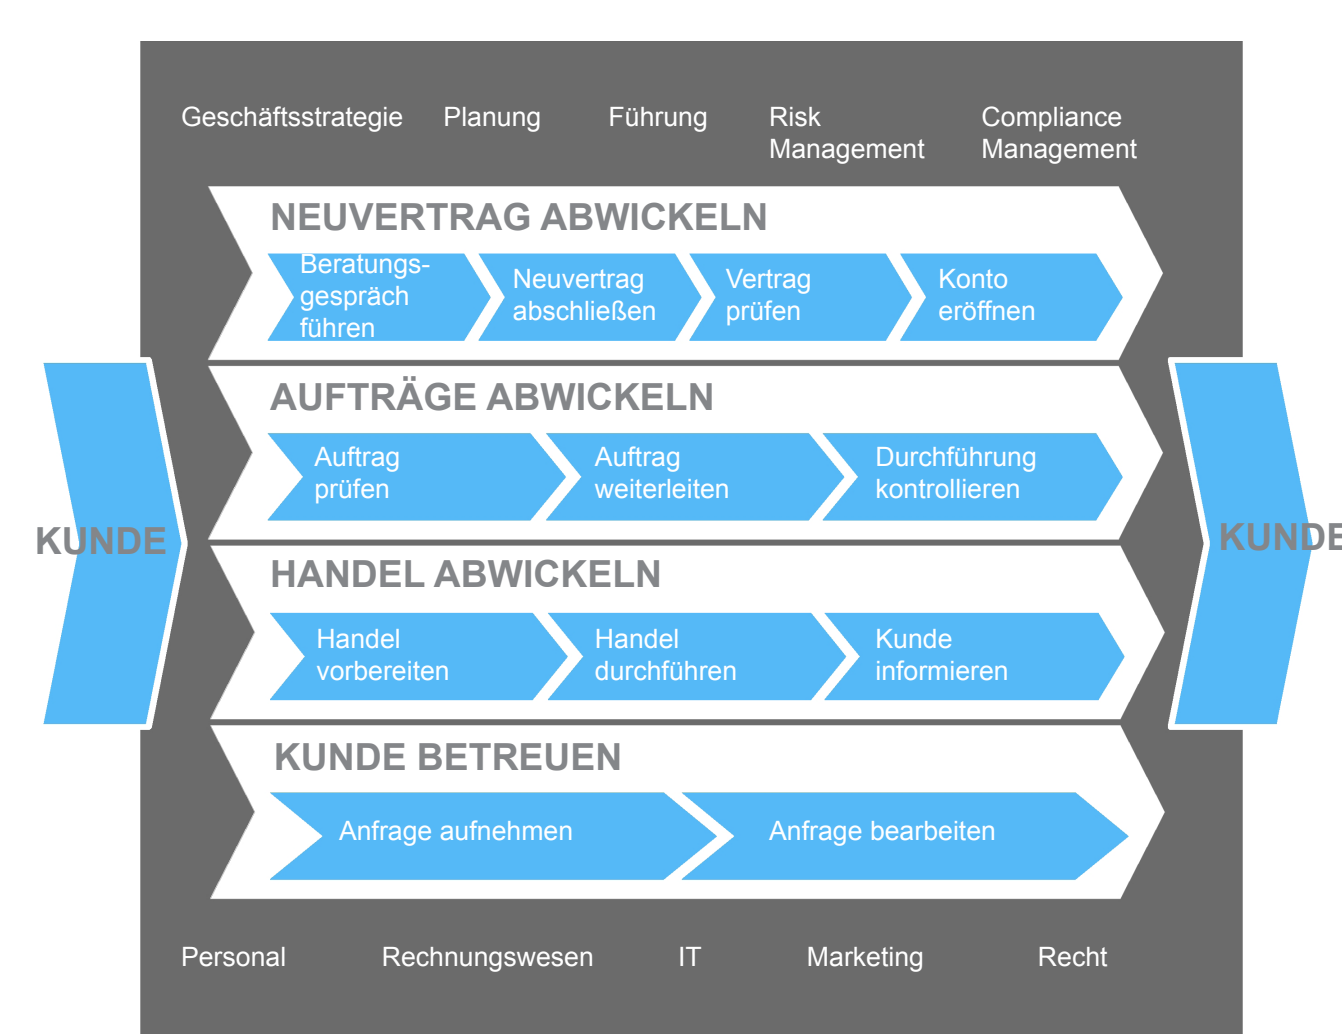 Geschäftsstrategie Planung Führung Risk Management Compliance Management
NEUVERTRAG ABWICKELN
Beratungs-
gespräch
führen
Neuvertrag
abschließen
Vertrag
prüfen
Konto
eröffnen
AUFTRÄGE ABWICKELN
Auftrag
prüfen
Auftrag
weiterleiten
Durchführung
kontrollieren
KUNDE
KUNDE
HANDEL ABWICKELN
Handel
vorbereiten
Handel
durchführen
Kunde
informieren
KUNDE BETREUEN
Anfrage aufnehmen
Anfrage bearbeiten
Personal Rechnungswesen IT Marketing Recht